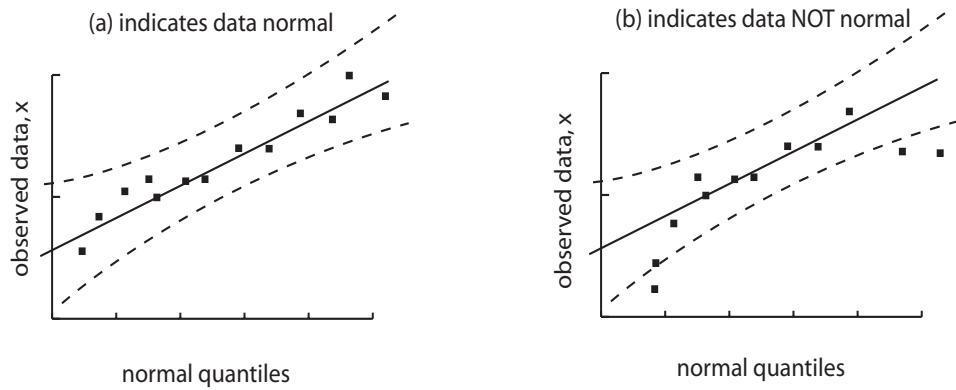 (a) indicates data normal
observed data, x
normal quantiles
(b) indicates data NOT normal
observed data, x
normal quantiles